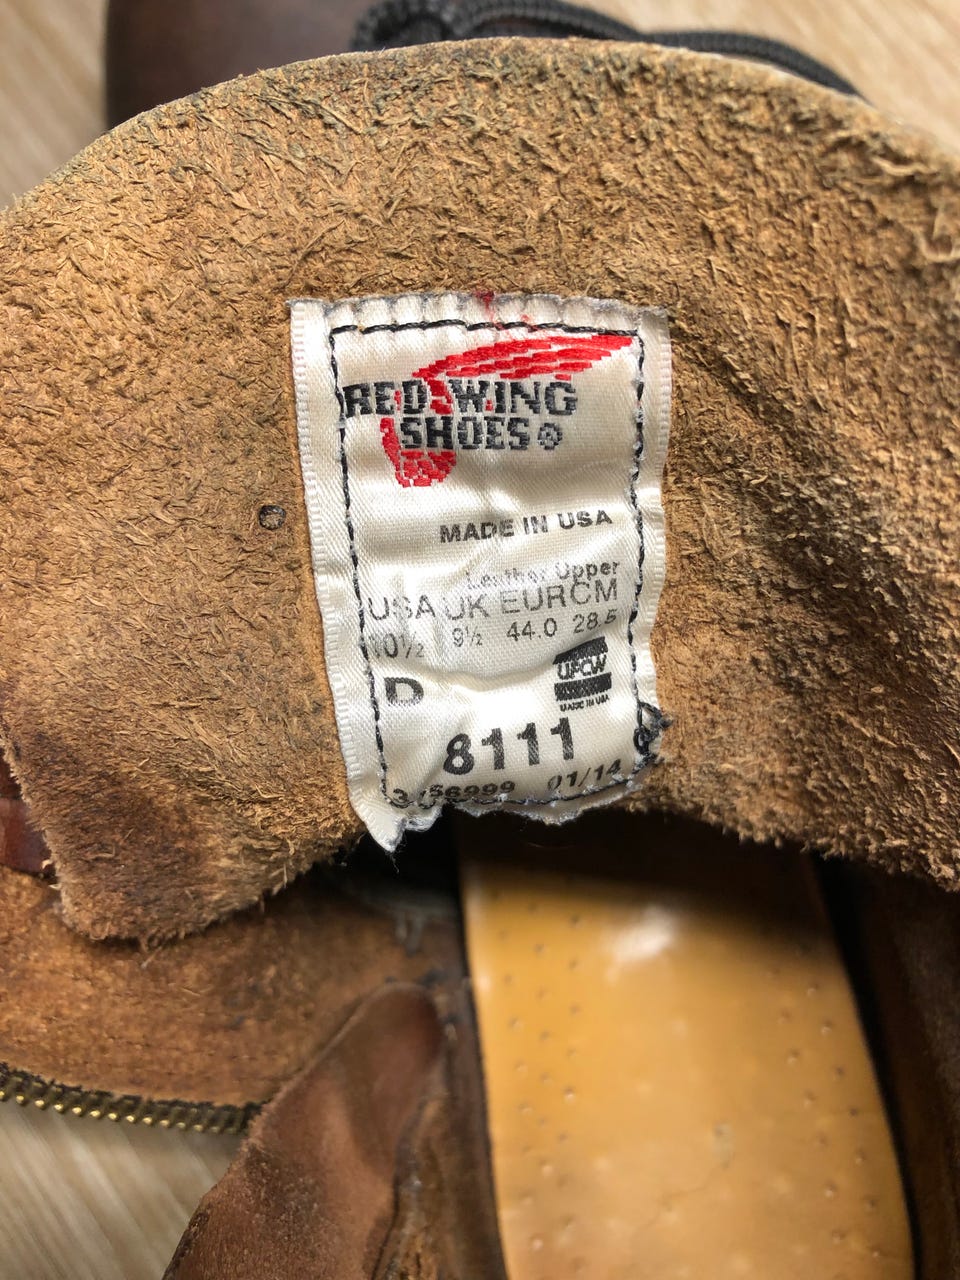 RED WING
SHOES®
MADE IN USA
Leather Upper
USA UK EUR CM
10½ 9½ 44.0 28.5
D
UFCW
MADE IN USA
8111
01/14